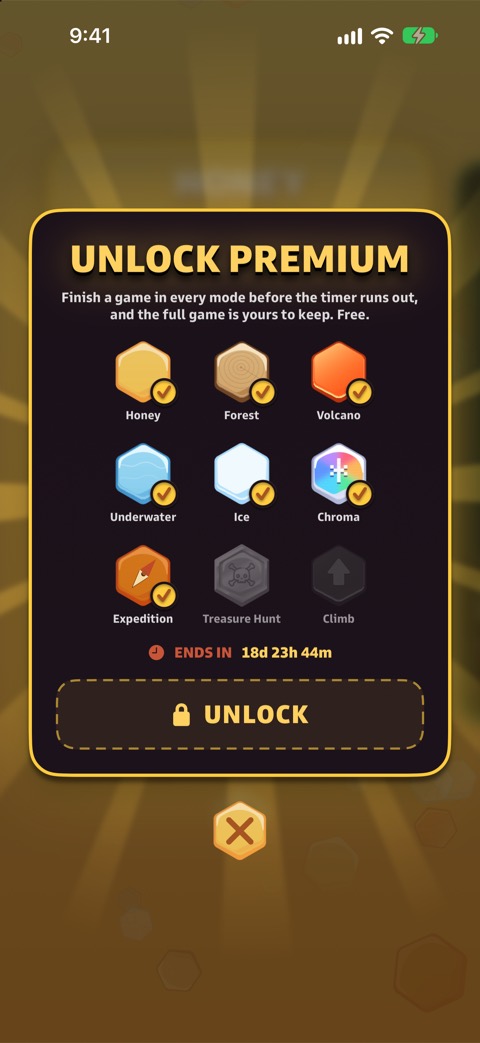 9:41
UNLOCK PREMIUM
Finish a game in every mode before the timer runs out,
and the full game is yours to keep. Free.
Honey
Forest
Volcano
Underwater
Ice
Chroma
Expedition
Treasure Hunt
Climb
ENDS IN 18d 23h 44m
UNLOCK